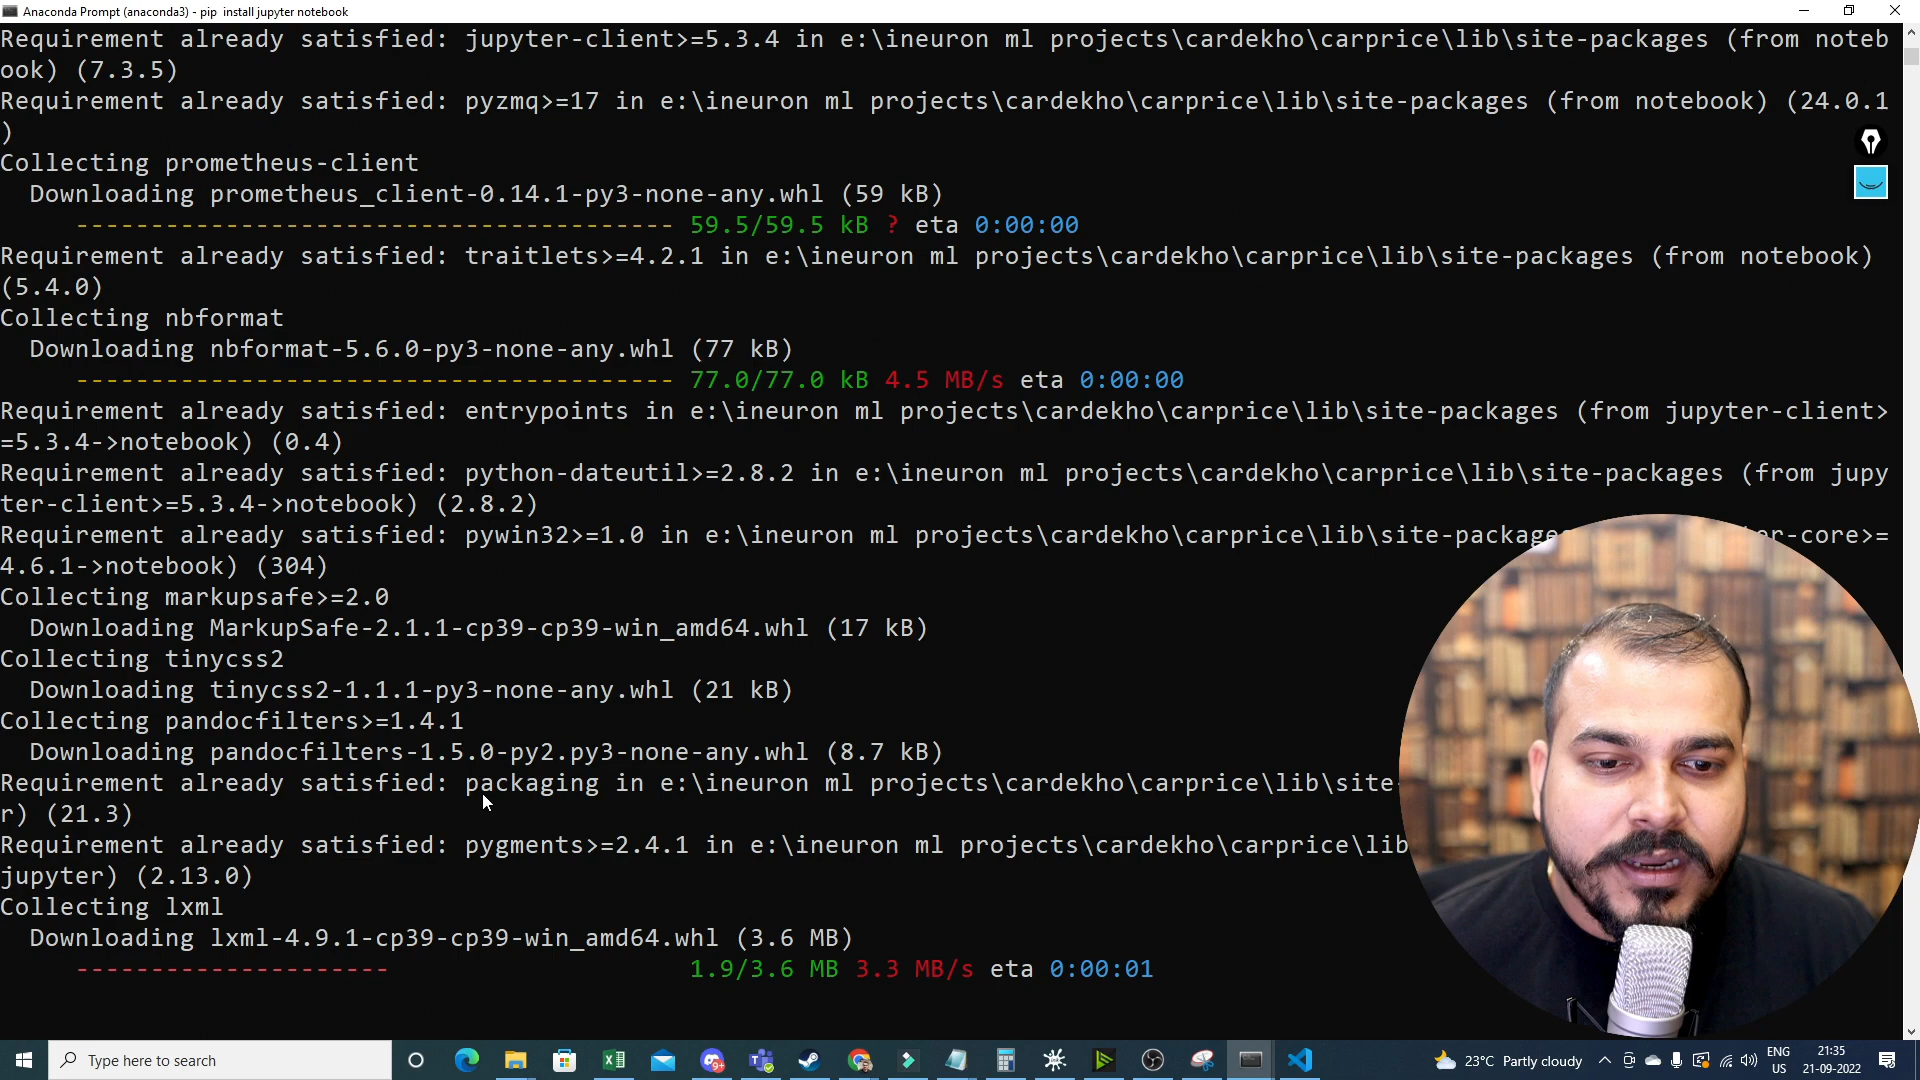 Anaconda Prompt (anaconda3) - pip  install jupyter notebook
Requirement already satisfied: jupyter-client>=5.3.4 in e:\ineuron ml projects\cardekho\carprice\lib\site-packages (from noteb
ook) (7.3.5)
Requirement already satisfied: pyzmq>=17 in e:\ineuron ml projects\cardekho\carprice\lib\site-packages (from notebook) (24.0.1
)
Collecting prometheus-client
  Downloading prometheus_client-0.14.1-py3-none-any.whl (59 kB)
     ---------------------------------------- 59.5/59.5 kB ? eta 0:00:00
Requirement already satisfied: traitlets>=4.2.1 in e:\ineuron ml projects\cardekho\carprice\lib\site-packages (from notebook)
(5.4.0)
Collecting nbformat
  Downloading nbformat-5.6.0-py3-none-any.whl (77 kB)
     ---------------------------------------- 77.0/77.0 kB 4.5 MB/s eta 0:00:00
Requirement already satisfied: entrypoints in e:\ineuron ml projects\cardekho\carprice\lib\site-packages (from jupyter-client>
=5.3.4->notebook) (0.4)
Requirement already satisfied: python-dateutil>=2.8.2 in e:\ineuron ml projects\cardekho\carprice\lib\site-packages (from jupy
ter-client>=5.3.4->notebook) (2.8.2)
Requirement already satisfied: pywin32>=1.0 in e:\ineuron ml projects\cardekho\carprice\lib\site-package er-core>=
4.6.1->notebook) (304)
Collecting markupsafe>=2.0
  Downloading MarkupSafe-2.1.1-cp39-cp39-win_amd64.whl (17 kB)
Collecting tinycss2
  Downloading tinycss2-1.1.1-py3-none-any.whl (21 kB)
Collecting pandocfilters>=1.4.1
  Downloading pandocfilters-1.5.0-py2.py3-none-any.whl (8.7 kB)
Requirement already satisfied: packaging in e:\ineuron ml projects\cardekho\carprice\lib\site-
r) (21.3)
Requirement already satisfied: pygments>=2.4.1 in e:\ineuron ml projects\cardekho\carprice\lib
jupyter) (2.13.0)
Collecting lxml
  Downloading lxml-4.9.1-cp39-cp39-win_amd64.whl (3.6 MB)
     --------------------- 1.9/3.6 MB 3.3 MB/s eta 0:00:01
Type here to search
9+
23°C Partly cloudy
ENG
US
21:35
21-09-2022